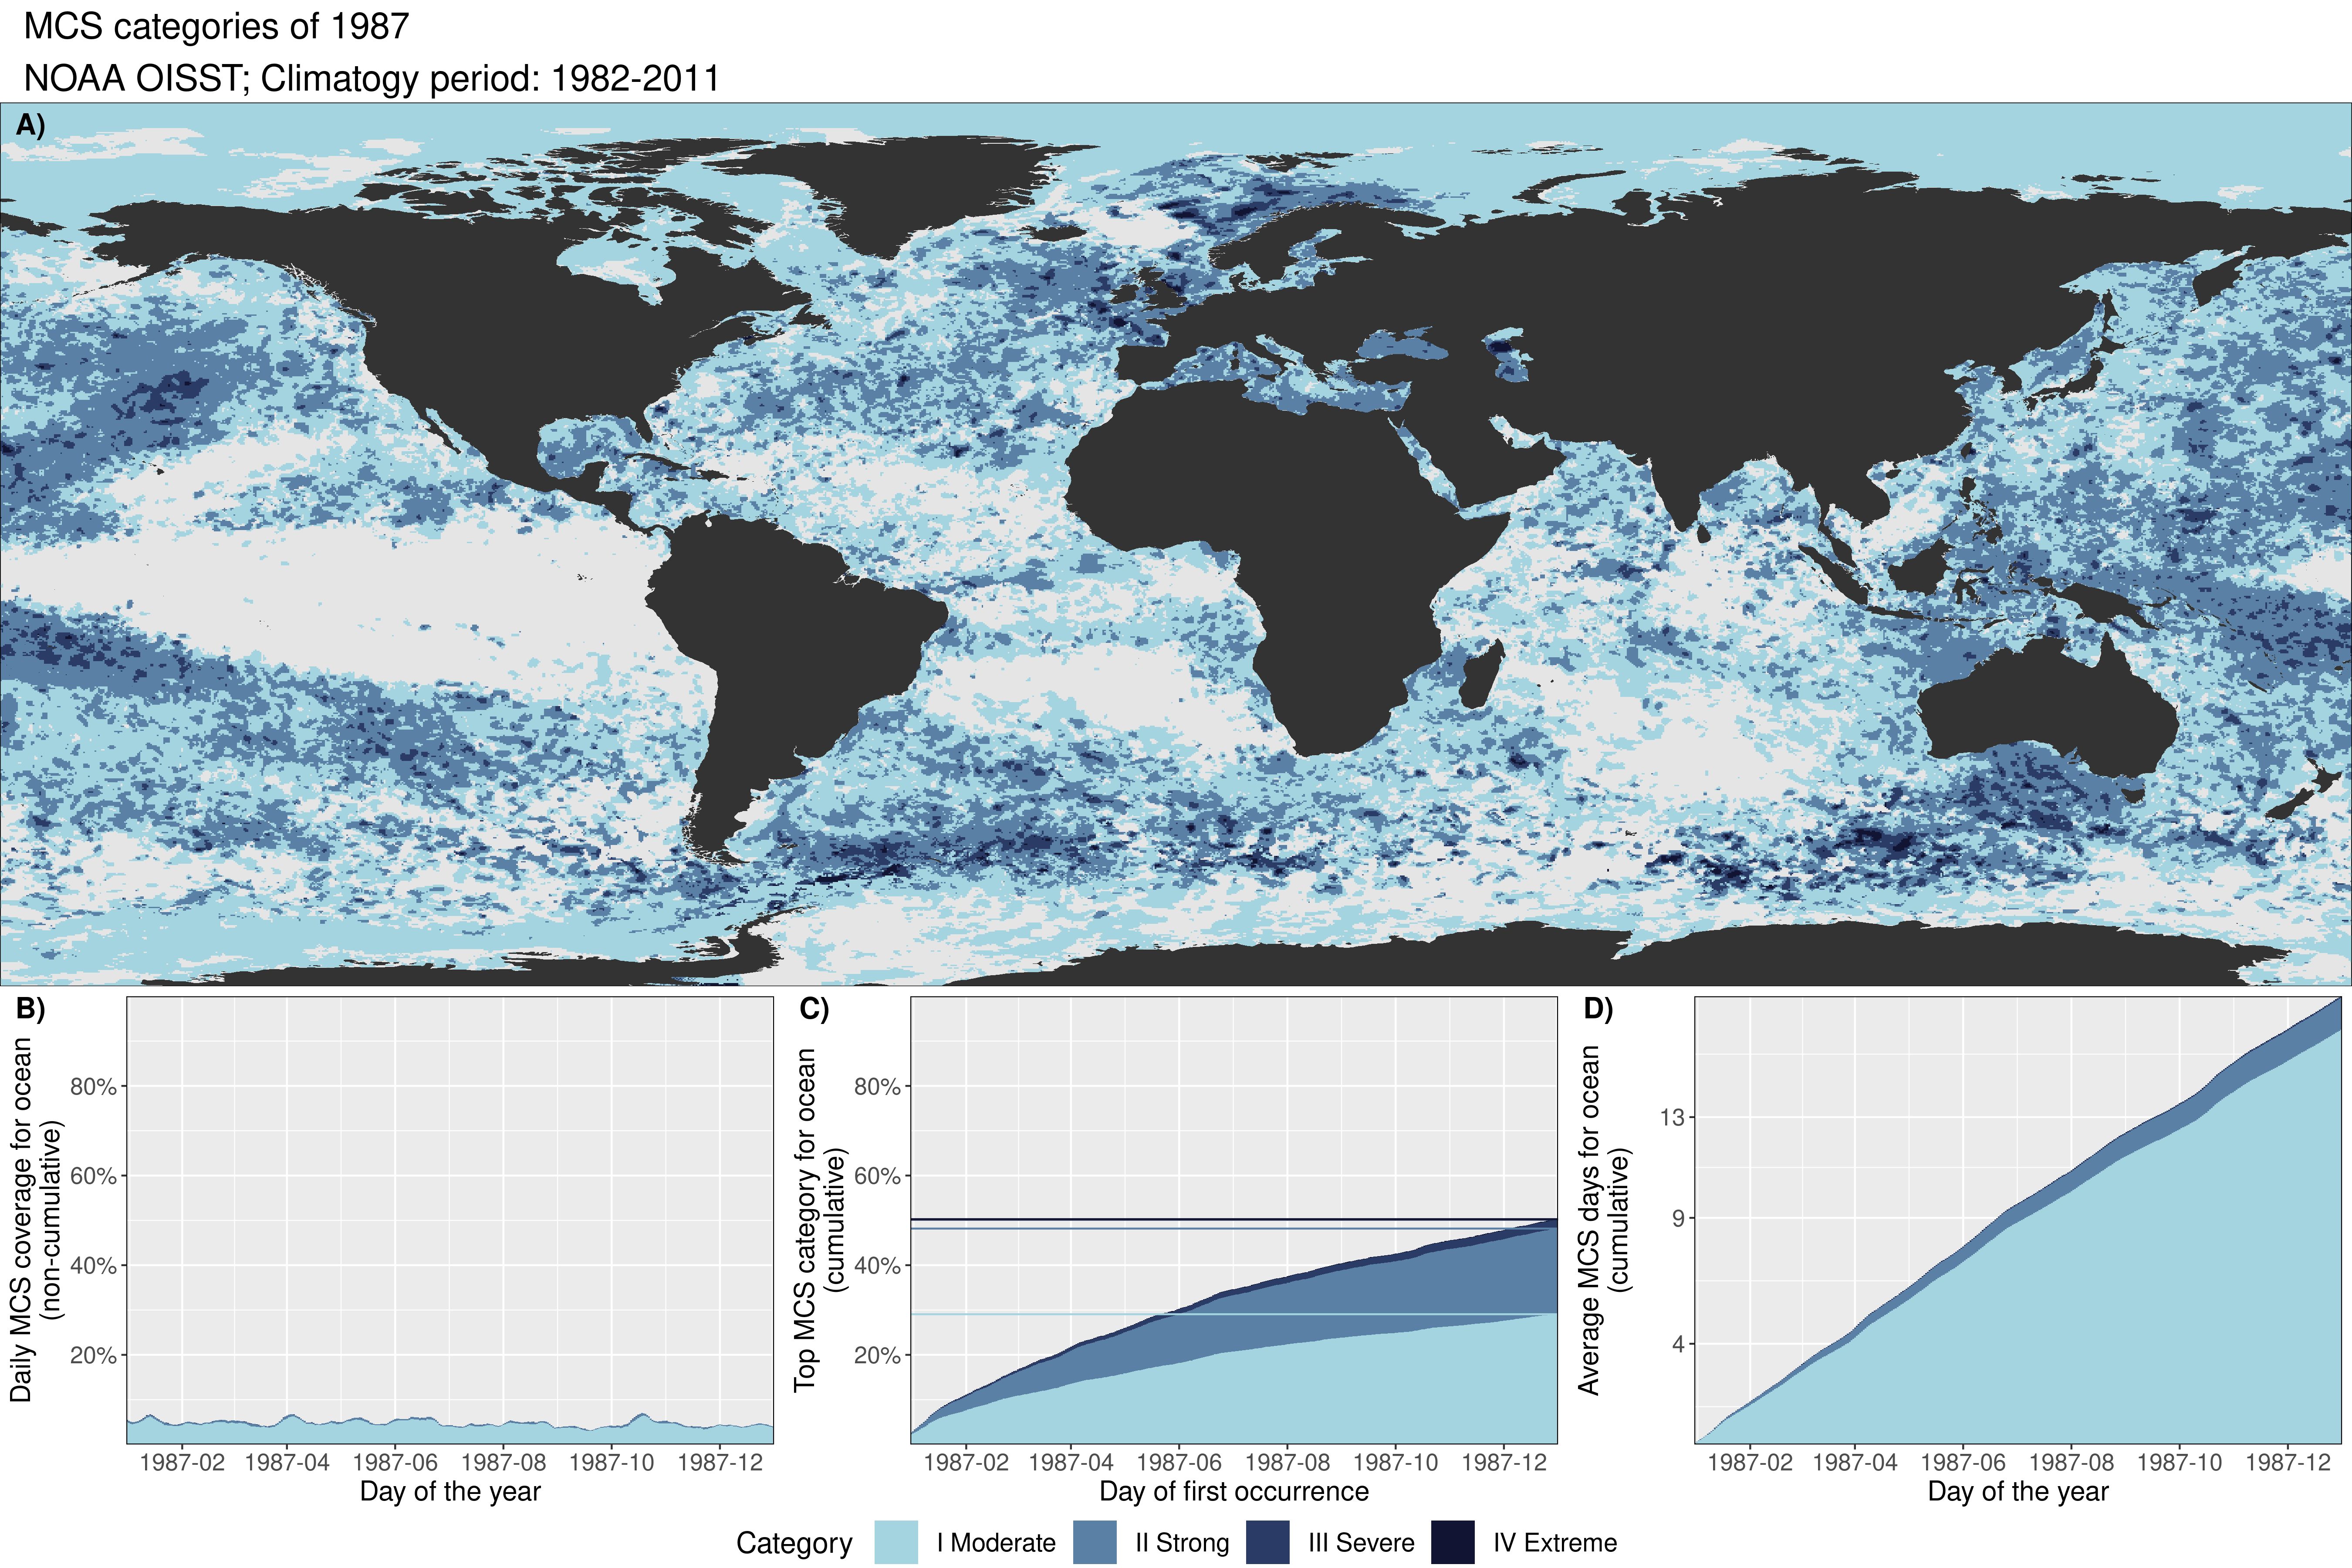 MCS categories of 1987
NOAA OISST; Climatogy period: 1982-2011
A)
B)
Daily MCS coverage for ocean
(non-cumulative)
80%
60%
40%
20%
1987-02 1987-04 1987-06 1987-08 1987-10 1987-12
Day of the year
C)
Top MCS category for ocean
(cumulative)
80%
60%
40%
20%
1987-02 1987-04 1987-06 1987-08 1987-10 1987-12
Day of first occurrence
D)
Average MCS days for ocean
(cumulative)
13
9
4
1987-02 1987-04 1987-06 1987-08 1987-10 1987-12
Day of the year
Category I Moderate II Strong III Severe IV Extreme